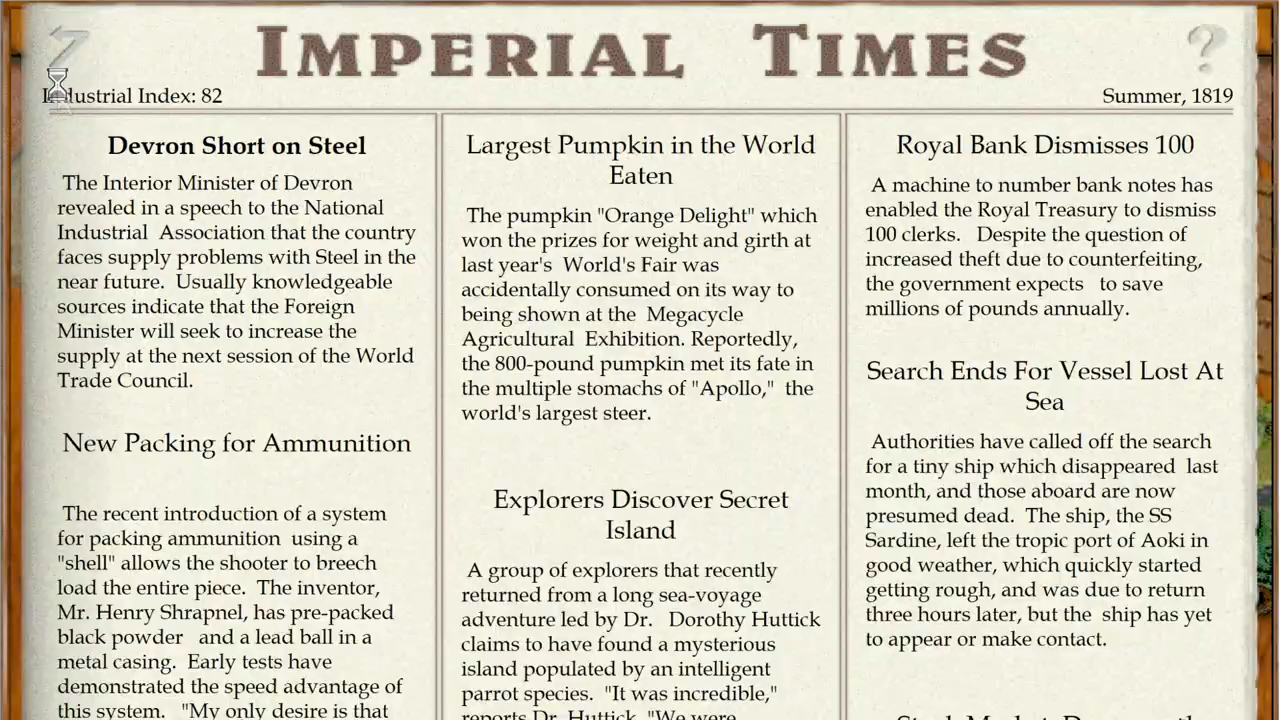 IMPERIAL TIMES
Industrial Index: 82
Summer, 1819
Devron Short on Steel
The Interior Minister of Devron
revealed in a speech to the National
Industrial Association that the country
faces supply problems with Steel in the
near future. Usually knowledgeable
sources indicate that the Foreign
Minister will seek to increase the
supply at the next session of the World
Trade Council.
New Packing for Ammunition
The recent introduction of a system
for packing ammunition using a
"shell" allows the shooter to breech
load the entire piece. The inventor,
Mr. Henry Shrapnel, has pre-packed
black powder and a lead ball in a
metal casing. Early tests have
demonstrated the speed advantage of
this system. "My only desire is that
Largest Pumpkin in the World
Eaten
The pumpkin "Orange Delight" which
won the prizes for weight and girth at
last year's World's Fair was
accidentally consumed on its way to
being shown at the Megacycle
Agricultural Exhibition. Reportedly,
the 800-pound pumpkin met its fate in
the multiple stomachs of "Apollo," the
world's largest steer.
Explorers Discover Secret
Island
A group of explorers that recently
returned from a long sea-voyage
adventure led by Dr. Dorothy Huttick
claims to have found a mysterious
island populated by an intelligent
parrot species. "It was incredible,"
reports Dr. Huttick. "We were
Royal Bank Dismisses 100
A machine to number bank notes has
enabled the Royal Treasury to dismiss
100 clerks. Despite the question of
increased theft due to counterfeiting,
the government expects to save
millions of pounds annually.
Search Ends For Vessel Lost At
Sea
Authorities have called off the search
for a tiny ship which disappeared last
month, and those aboard are now
presumed dead. The ship, the SS
Sardine, left the tropic port of Aoki in
good weather, which quickly started
getting rough, and was due to return
three hours later, but the ship has yet
to appear or make contact.